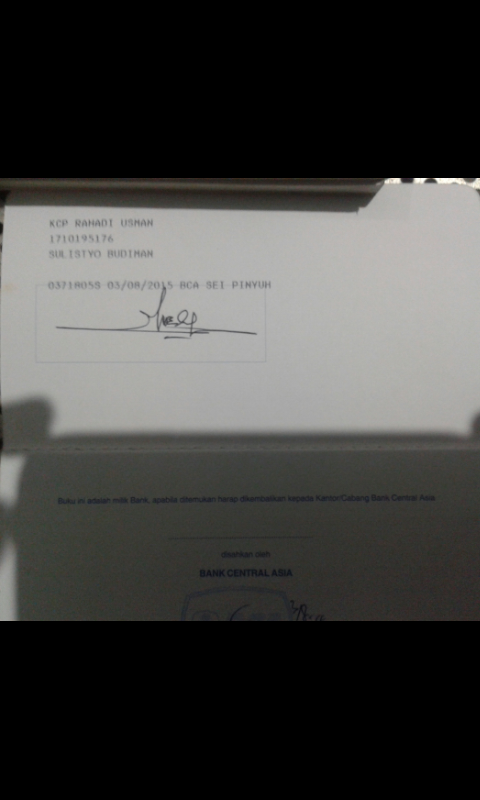 KCP RAHADI USMAN
1710195176
SULISTYO BUDIMAN
0371805S 03/08/2015 BCA SEI PINYUH
Buku ini adalah milik Bank, apabila ditemukan harap dikembalikan kepada Kantor/Cabang Bank Central Asia
disahkan oleh
BANK CENTRAL ASIA